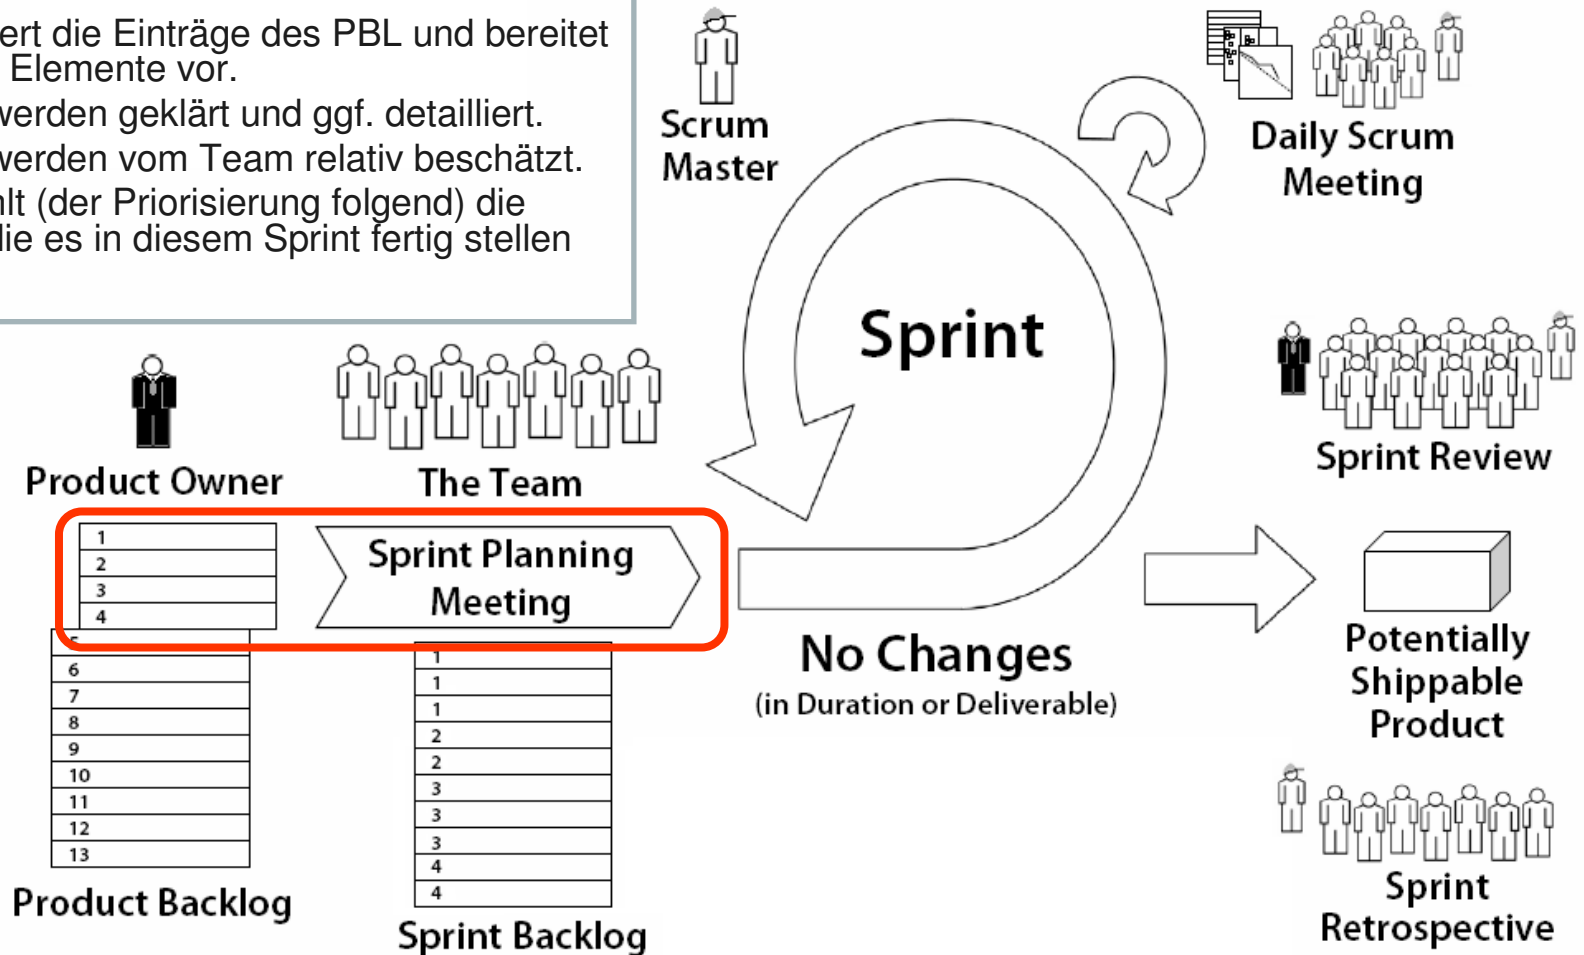 ert die Einträge des PBL und bereitet
Elemente vor.
werden geklärt und ggf. detailliert.
werden vom Team relativ beschätzt.
hlt (der Priorisierung folgend) die
die es in diesem Sprint fertig stellen
Scrum
Master
Daily Scrum
Meeting
Sprint
Sprint Review
Product Owner
The Team
1
2
3
4
5
6
7
8
9
10
11
12
13
Product Backlog
Sprint Planning
Meeting
1
1
1
2
2
3
3
3
4
4
Sprint Backlog
No Changes
(in Duration or Deliverable)
Potentially
Shippable
Product
Sprint
Retrospective